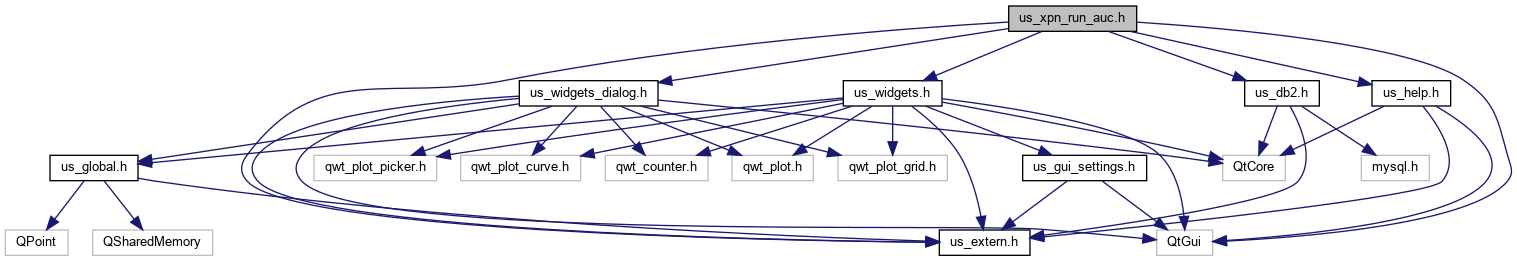 us_xpn_run_auc.h
us_widgets_dialog.h
us_widgets.h
us_db2.h
us_help.h
us_global.h
qwt_plot_picker.h
qwt_plot_curve.h
qwt_counter.h
qwt_plot.h
qwt_plot_grid.h
us_gui_settings.h
QtCore
mysql.h
QPoint
QSharedMemory
us_extern.h
QtGui